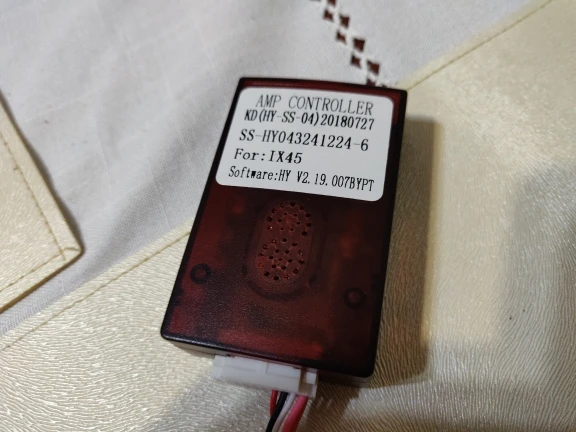 AMP CONTROLLER
KD(HY-SS-04)20180727
SS-HY043241224-6
For:IX45
Software:HY V2.19.007BYPT